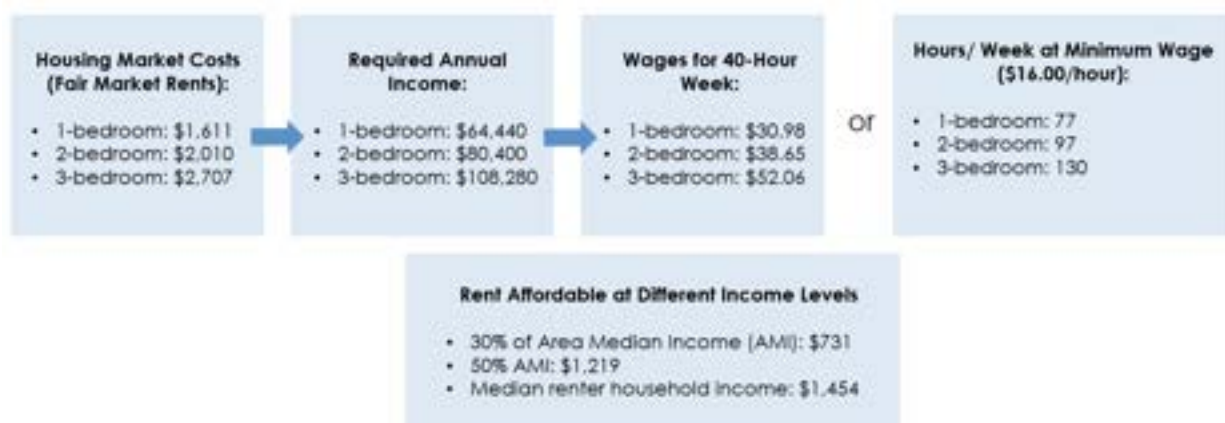 Housing Market Costs
(Fair Market Rents):
• 1-bedroom: $1,611
• 2-bedroom: $2,010
• 3-bedroom: $2,707
Required Annual
Income:
• 1-bedroom: $64,440
• 2-bedroom: $80,400
• 3-bedroom: $108,280
Wages for 40-Hour
Week:
• 1-bedroom: $30.98
• 2-bedroom: $38.65
• 3-bedroom: $52.06
or
Hours/ Week at Minimum Wage
($16.00/hour):
• 1-bedroom: 77
• 2-bedroom: 97
• 3-bedroom: 130
Rent Affordable at Different Income Levels
• 30% of Area Median Income (AMI): $731
• 50% AMI: $1,219
• Median renter household income: $1,454